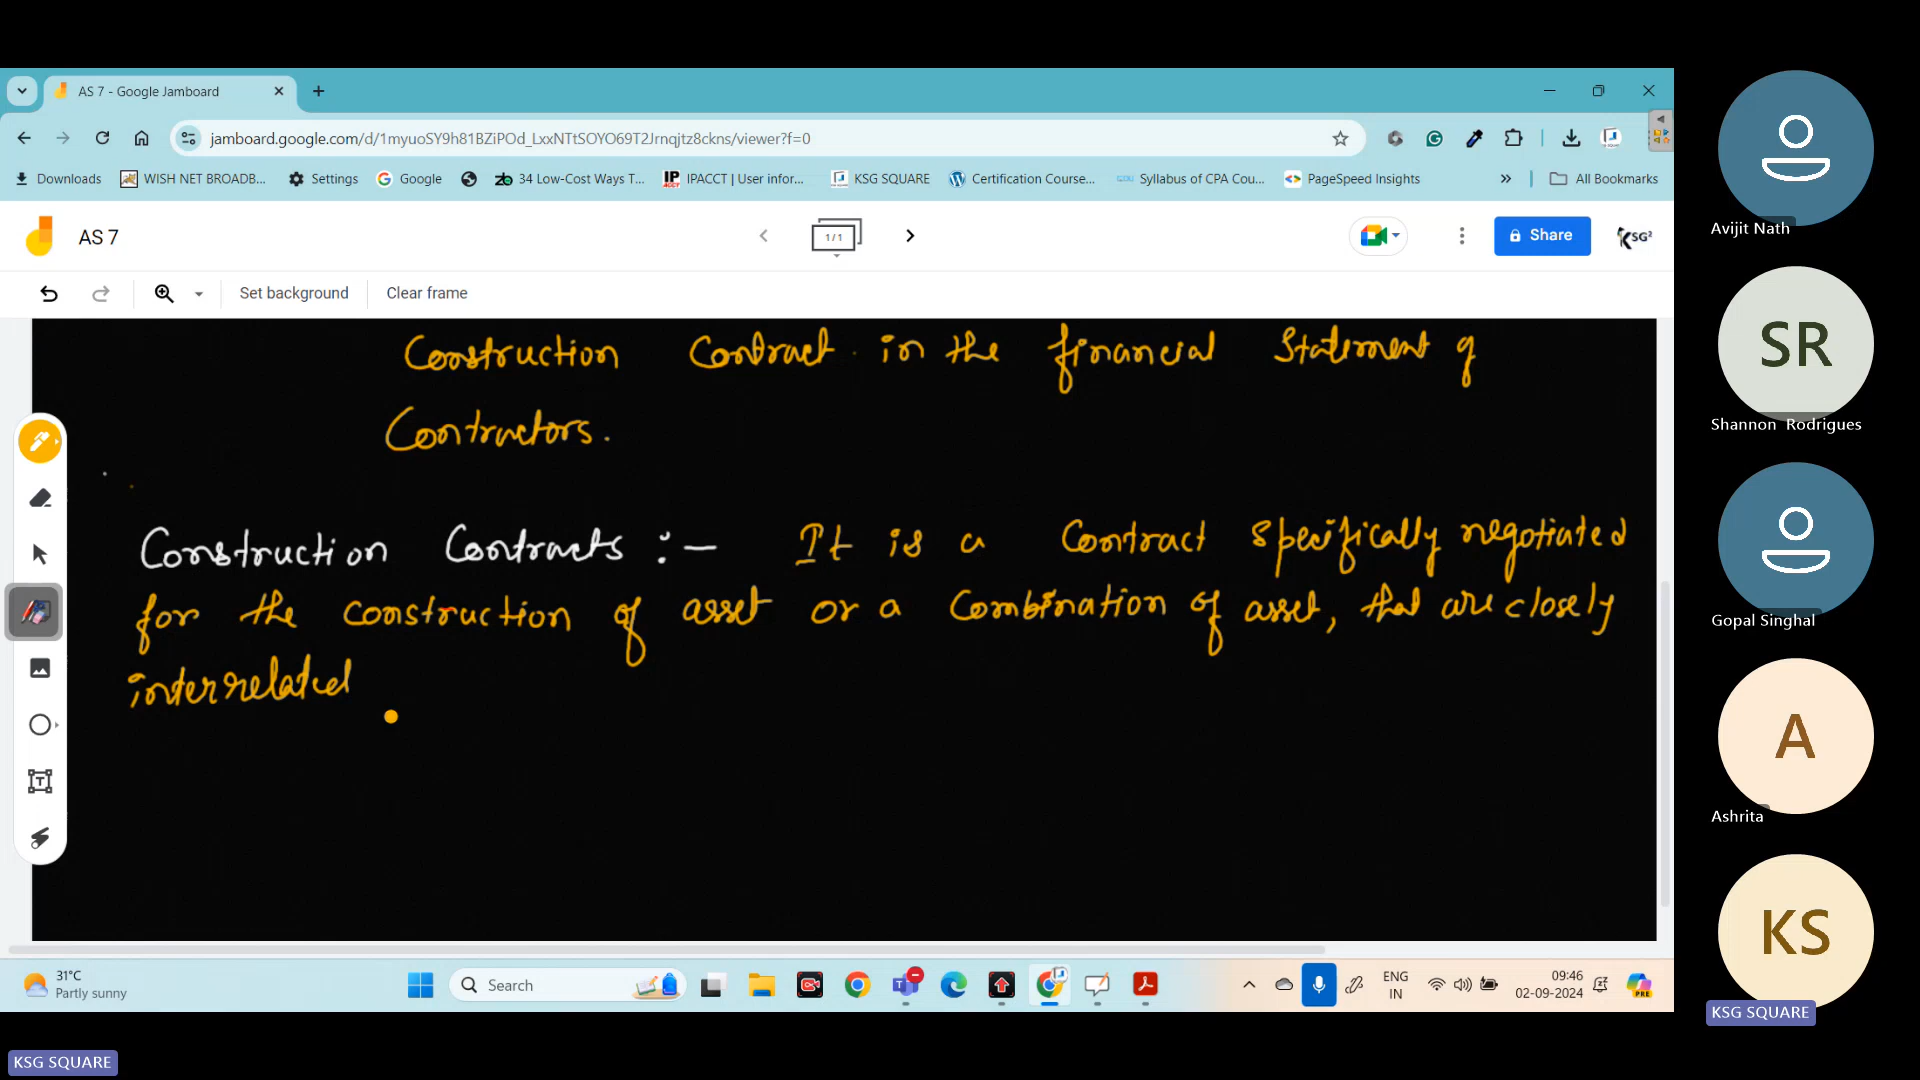 AS 7 - Google Jamboard
jamboard.google.com/d/1myuoSY9h81BZiPOd_LxxNTtSOYO69T2Jrnqjtz8ckns/viewer?f=0
Downloads WISH NET BROADB... Settings Google 34 Low-Cost Ways T... IPACCT | User infor... KSG SQUARE Certification Course... Syllabus of CPA Cou... PageSpeed Insights » All Bookmarks
AS 7 1 / 1 Share KSG²
Set background Clear frame
Construction Contract in the financial Statement of
Contractors.
Construction Contracts :- It is a Contract specifically negotiated
for the construction of asset or a Combination of asset, that are closely
interrelated
Avijit Nath
SR
Shannon Rodrigues
Gopal Singhal
A
Ashrita
KS
KSG SQUARE
31°C
Partly sunny
Search
ENG
IN
09:46
02-09-2024
KSG SQUARE